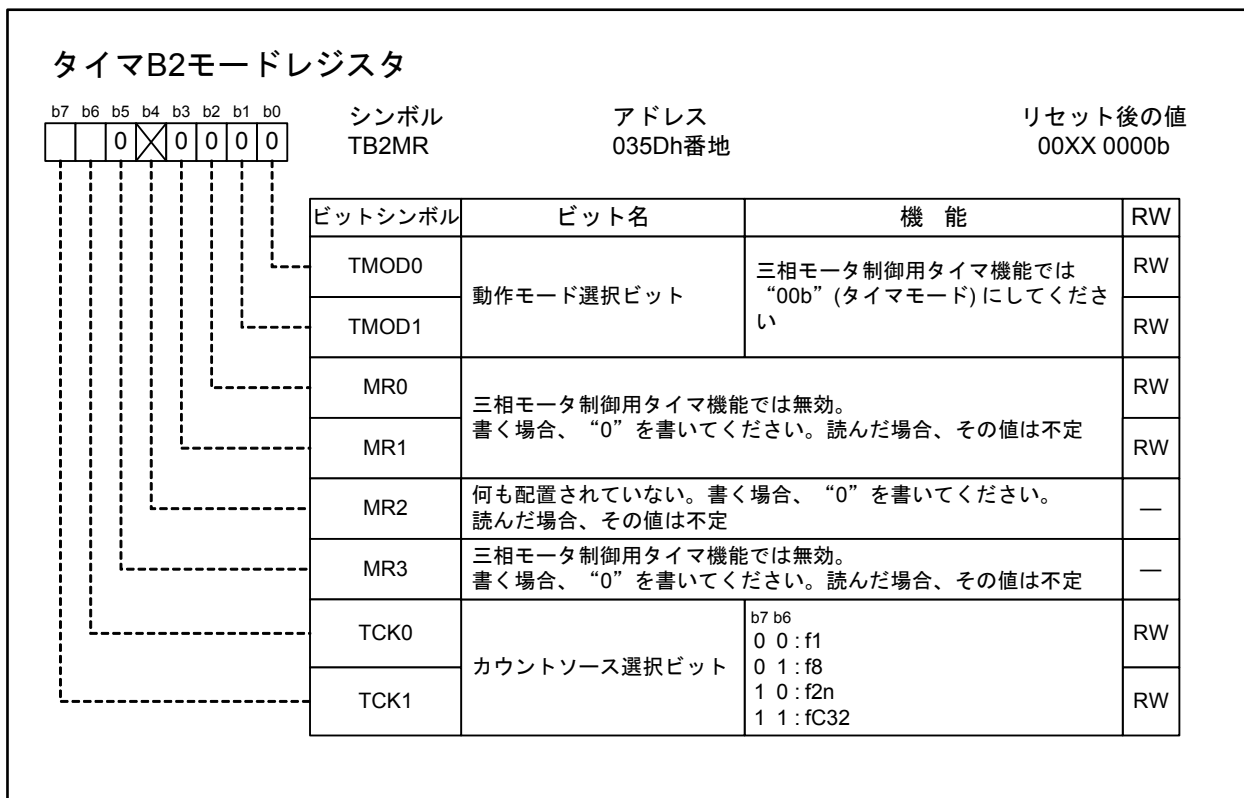 タイマB2モードレジスタ
b7 b6 b5 b4 b3 b2 b1 b0
0 0 0 0 0
シンボル
TB2MR
アドレス
035Dh番地
リセット後の値
00XX 0000b
ビットシンボル ビット名 機 能 RW
TMOD0
TMOD1
動作モード選択ビット
三相モータ制御用タイマ機能では
“00b”(タイマモード) にしてくださ
い
RW
RW
MR0
MR1
三相モータ制御用タイマ機能では無効。
書く場合、“0”を書いてください。読んだ場合、その値は不定
RW
RW
MR2
何も配置されていない。書く場合、“0”を書いてください。
読んだ場合、その値は不定
—
MR3
三相モータ制御用タイマ機能では無効。
書く場合、“0”を書いてください。読んだ場合、その値は不定
—
TCK0
TCK1
カウントソース選択ビット
b7 b6
0 0 : f1
0 1 : f8
1 0 : f2n
1 1 : fC32
RW
RW